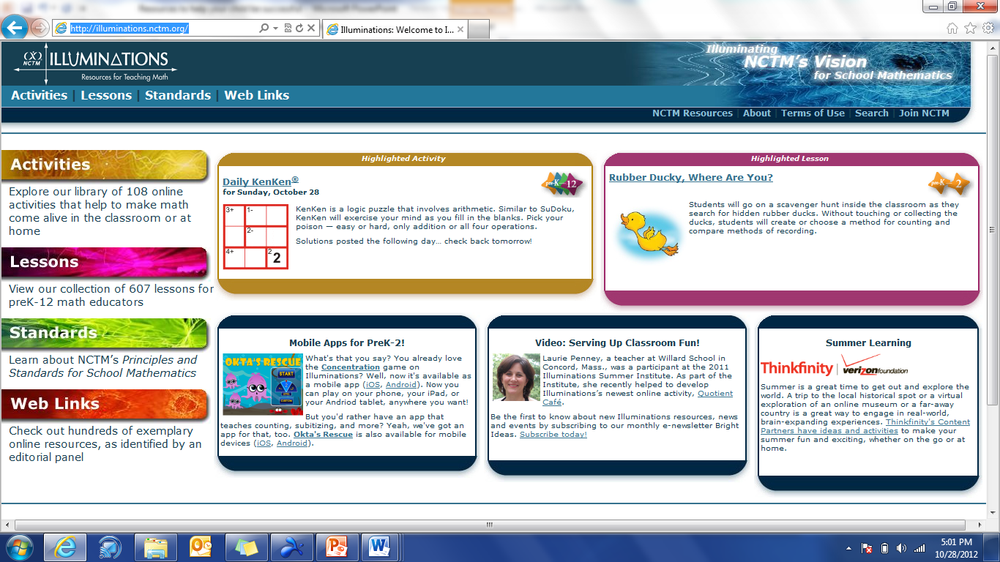 Resources to help your child be successful - Microsoft PowerPoint
http://illuminations.nctm.org/
Illuminations: Welcome to I...
(X)
NCTM
ILLUMINATIONS
Resources for Teaching Math
Illuminating
NCTM's Vision
for School Mathematics
Activities | Lessons | Standards | Web Links
NCTM Resources | About | Terms of Use | Search | Join NCTM
Activities
Explore our library of 108 online
activities that help to make math
come alive in the classroom or at
home
Lessons
View our collection of 607 lessons for
preK-12 math educators
Standards
Learn about NCTM's Principles and
Standards for School Mathematics
Web Links
Check out hundreds of exemplary
online resources, as identified by an
editorial panel
Highlighted Activity
Daily KenKen®
for Sunday, October 28
pre-K – 12
3+ 1-
2-
4+ 2 2
KenKen is a logic puzzle that involves arithmetic. Similar to SuDoku,
KenKen will exercise your mind as you fill in the blanks. Pick your
poison — easy or hard, only addition or all four operations.
Solutions posted the following day... check back tomorrow!
Highlighted Lesson
Rubber Ducky, Where Are You?
pre-K – 2
Students will go on a scavenger hunt inside the classroom as they
search for hidden rubber ducks. Without touching or collecting the
ducks, students will create or choose a method for counting and
compare methods of recording.
Mobile Apps for PreK-2!
OKTA'S RESCUE
START
What's that you say? You already love
the Concentration game on
Illuminations? Well, now it's available as
a mobile app (iOS, Android). Now you
can play on your phone, your iPad, or
your Andriod tablet, anywhere you want!
But you'd rather have an app that
teaches counting, subitizing, and more? Yeah, we've got an
app for that, too. Okta's Rescue is also available for mobile
devices (iOS, Android).
Video: Serving Up Classroom Fun!
Laurie Penney, a teacher at Willard School in
Concord, Mass., was a participant at the 2011
Illuminations Summer Institute. As part of the
Institute, she recently helped to develop
Illuminations's newest online activity, Quotient
Café.
Be the first to know about new Illuminations resources, news
and events by subscribing to our monthly e-newsletter Bright
Ideas. Subscribe today!
Summer Learning
Thinkfinity | verizonfoundation
Summer is a great time to get out and explore the
world. A trip to the local historical spot or a virtual
exploration of an online museum or a far-away
country is a great way to engage in real-world,
brain-expanding experiences. Thinkfinity's Content
Partners have ideas and activities to make your
summer fun and exciting, whether on the go or at
home.
5:01 PM
10/28/2012